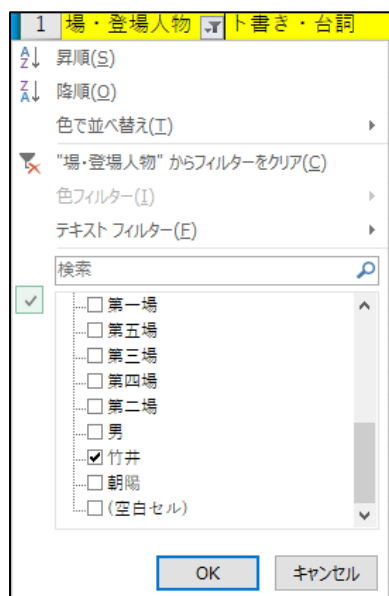 1 場・登場人物 ト書き・台詞
昇順(S)
降順(O)
色で並べ替え(T)
"場・登場人物" からフィルターをクリア(C)
色フィルター(I)
テキスト フィルター(F)
検索
第一場
第五場
第三場
第四場
第二場
男
竹井
朝陽
(空白セル)
OK キャンセル